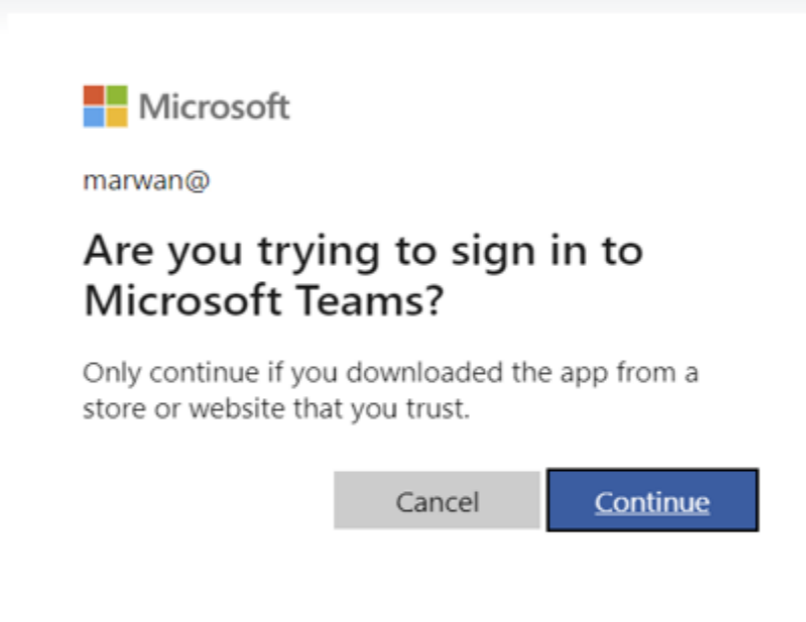 Microsoft
marwan@
Are you trying to sign in to
Microsoft Teams?
Only continue if you downloaded the app from a
store or website that you trust.
Cancel
Continue